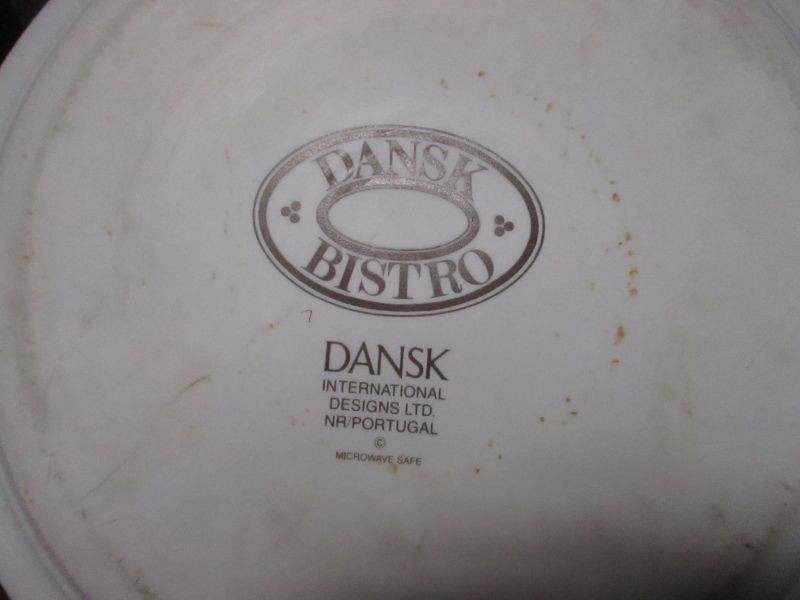 DANSK
BISTRO
DANSK
INTERNATIONAL
DESIGNS LTD.
NR/PORTUGAL
©
MICROWAVE SAFE